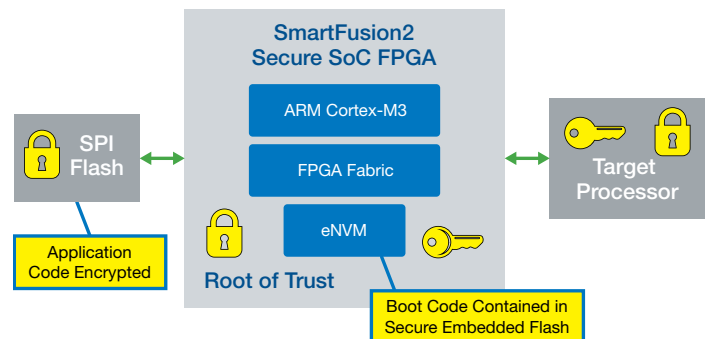 SmartFusion2
Secure SoC FPGA
ARM Cortex-M3
SPI
Flash
FPGA Fabric
Target
Processor
eNVM
Application
Code Encrypted
Root of Trust
Boot Code Contained in
Secure Embedded Flash